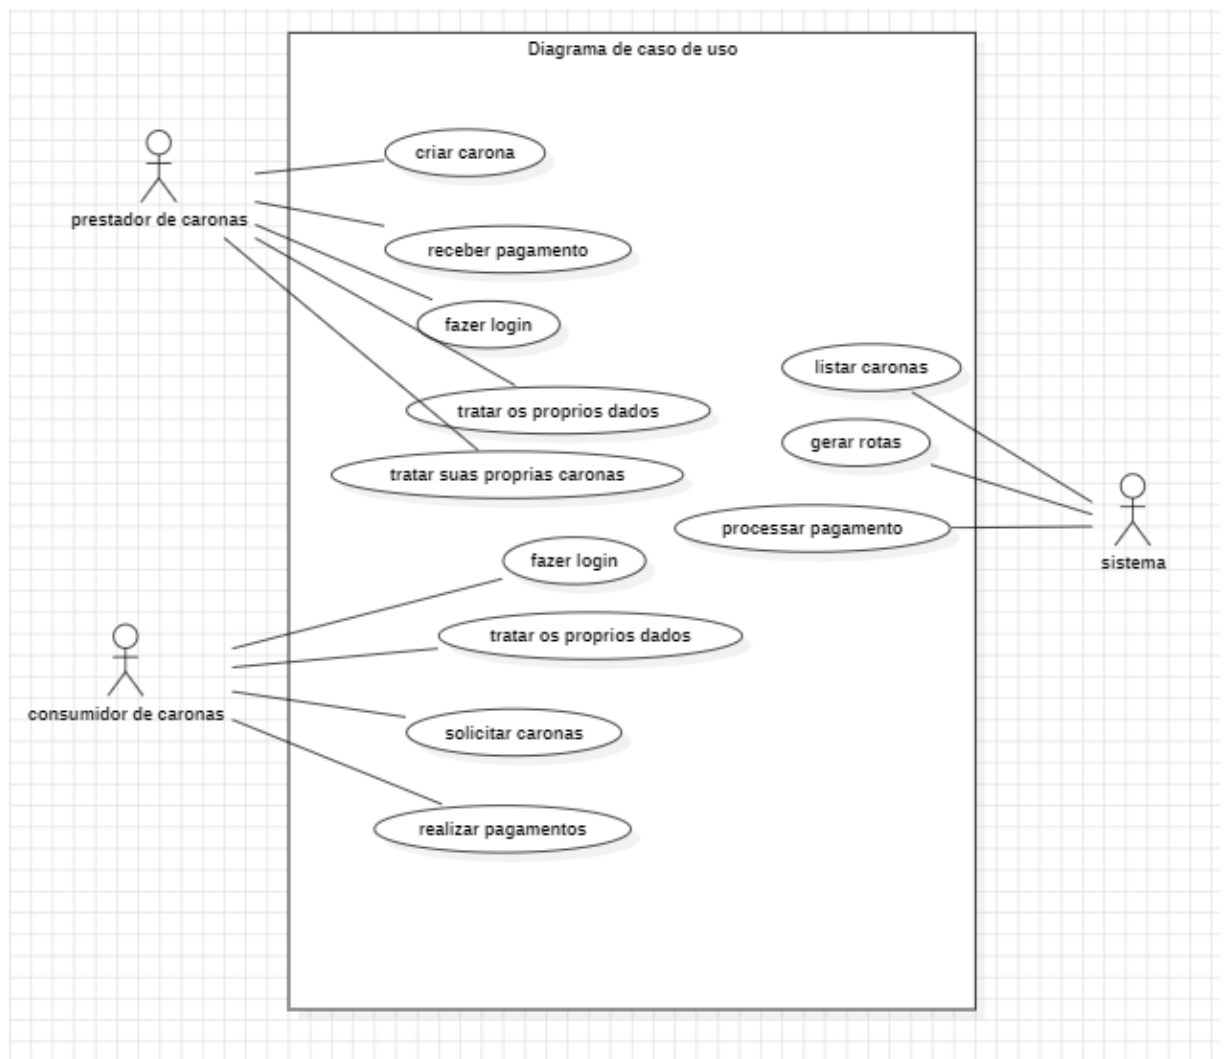 Diagrama de caso de uso
criar carona
prestador de caronas
receber pagamento
fazer login
listar caronas
tratar os proprios dados
gerar rotas
tratar suas proprias caronas
processar pagamento
fazer login
sistema
tratar os proprios dados
consumidor de caronas
solicitar caronas
realizar pagamentos